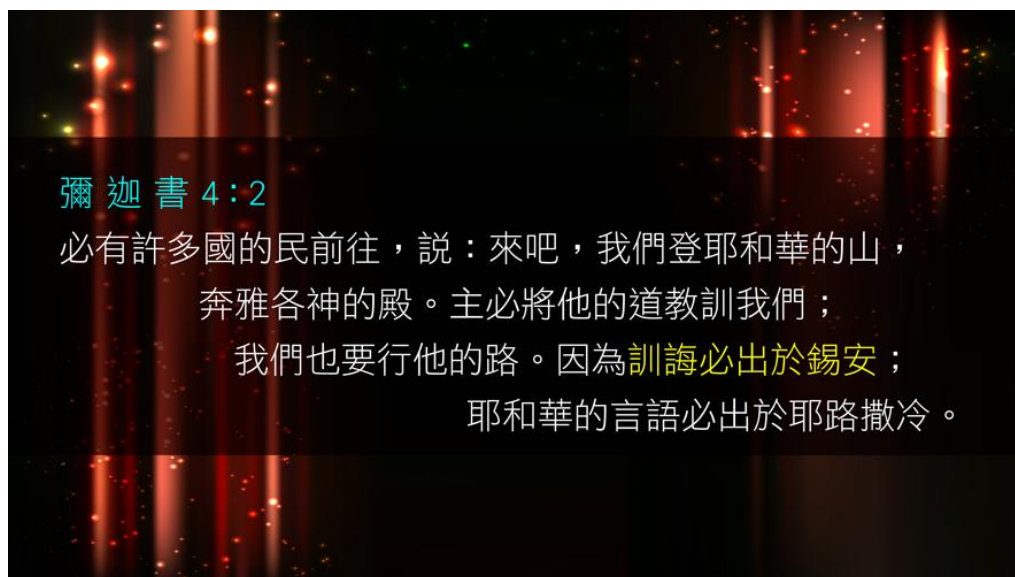 彌迦書4:2
必有許多國的民前往，説：來吧，我們登耶和華的山，
奔雅各神的殿。主必將他的道教訓我們；
我們也要行他的路。因為訓誨必出於錫安；
耶和華的言語必出於耶路撒冷。